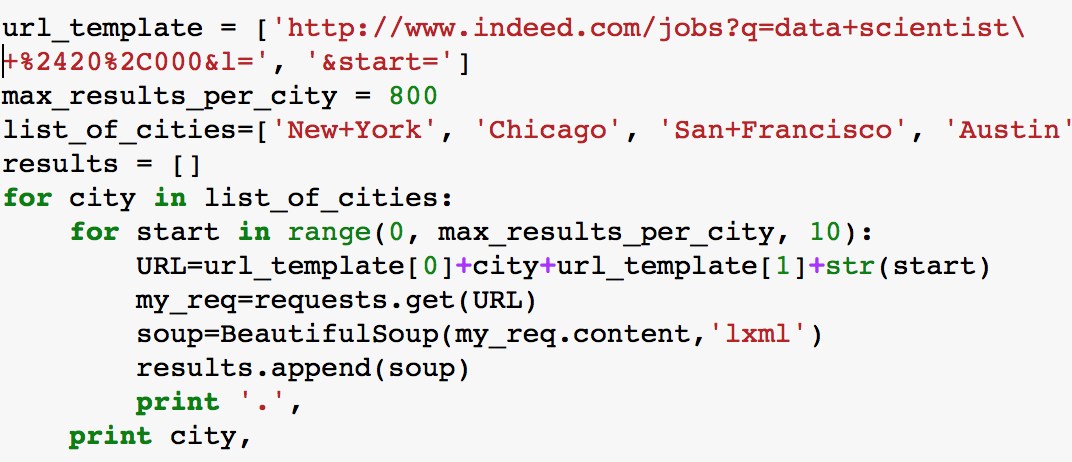 url_template = ['http://www.indeed.com/jobs?q=data+scientist\
+%2420%2C000&l=', '&start=']
max_results_per_city = 800
list_of_cities=['New+York', 'Chicago', 'San+Francisco', 'Austin'
results = []
for city in list_of_cities:
    for start in range(0, max_results_per_city, 10):
        URL=url_template[0]+city+url_template[1]+str(start)
        my_req=requests.get(URL)
        soup=BeautifulSoup(my_req.content,'lxml')
        results.append(soup)
        print '.',
    print city,